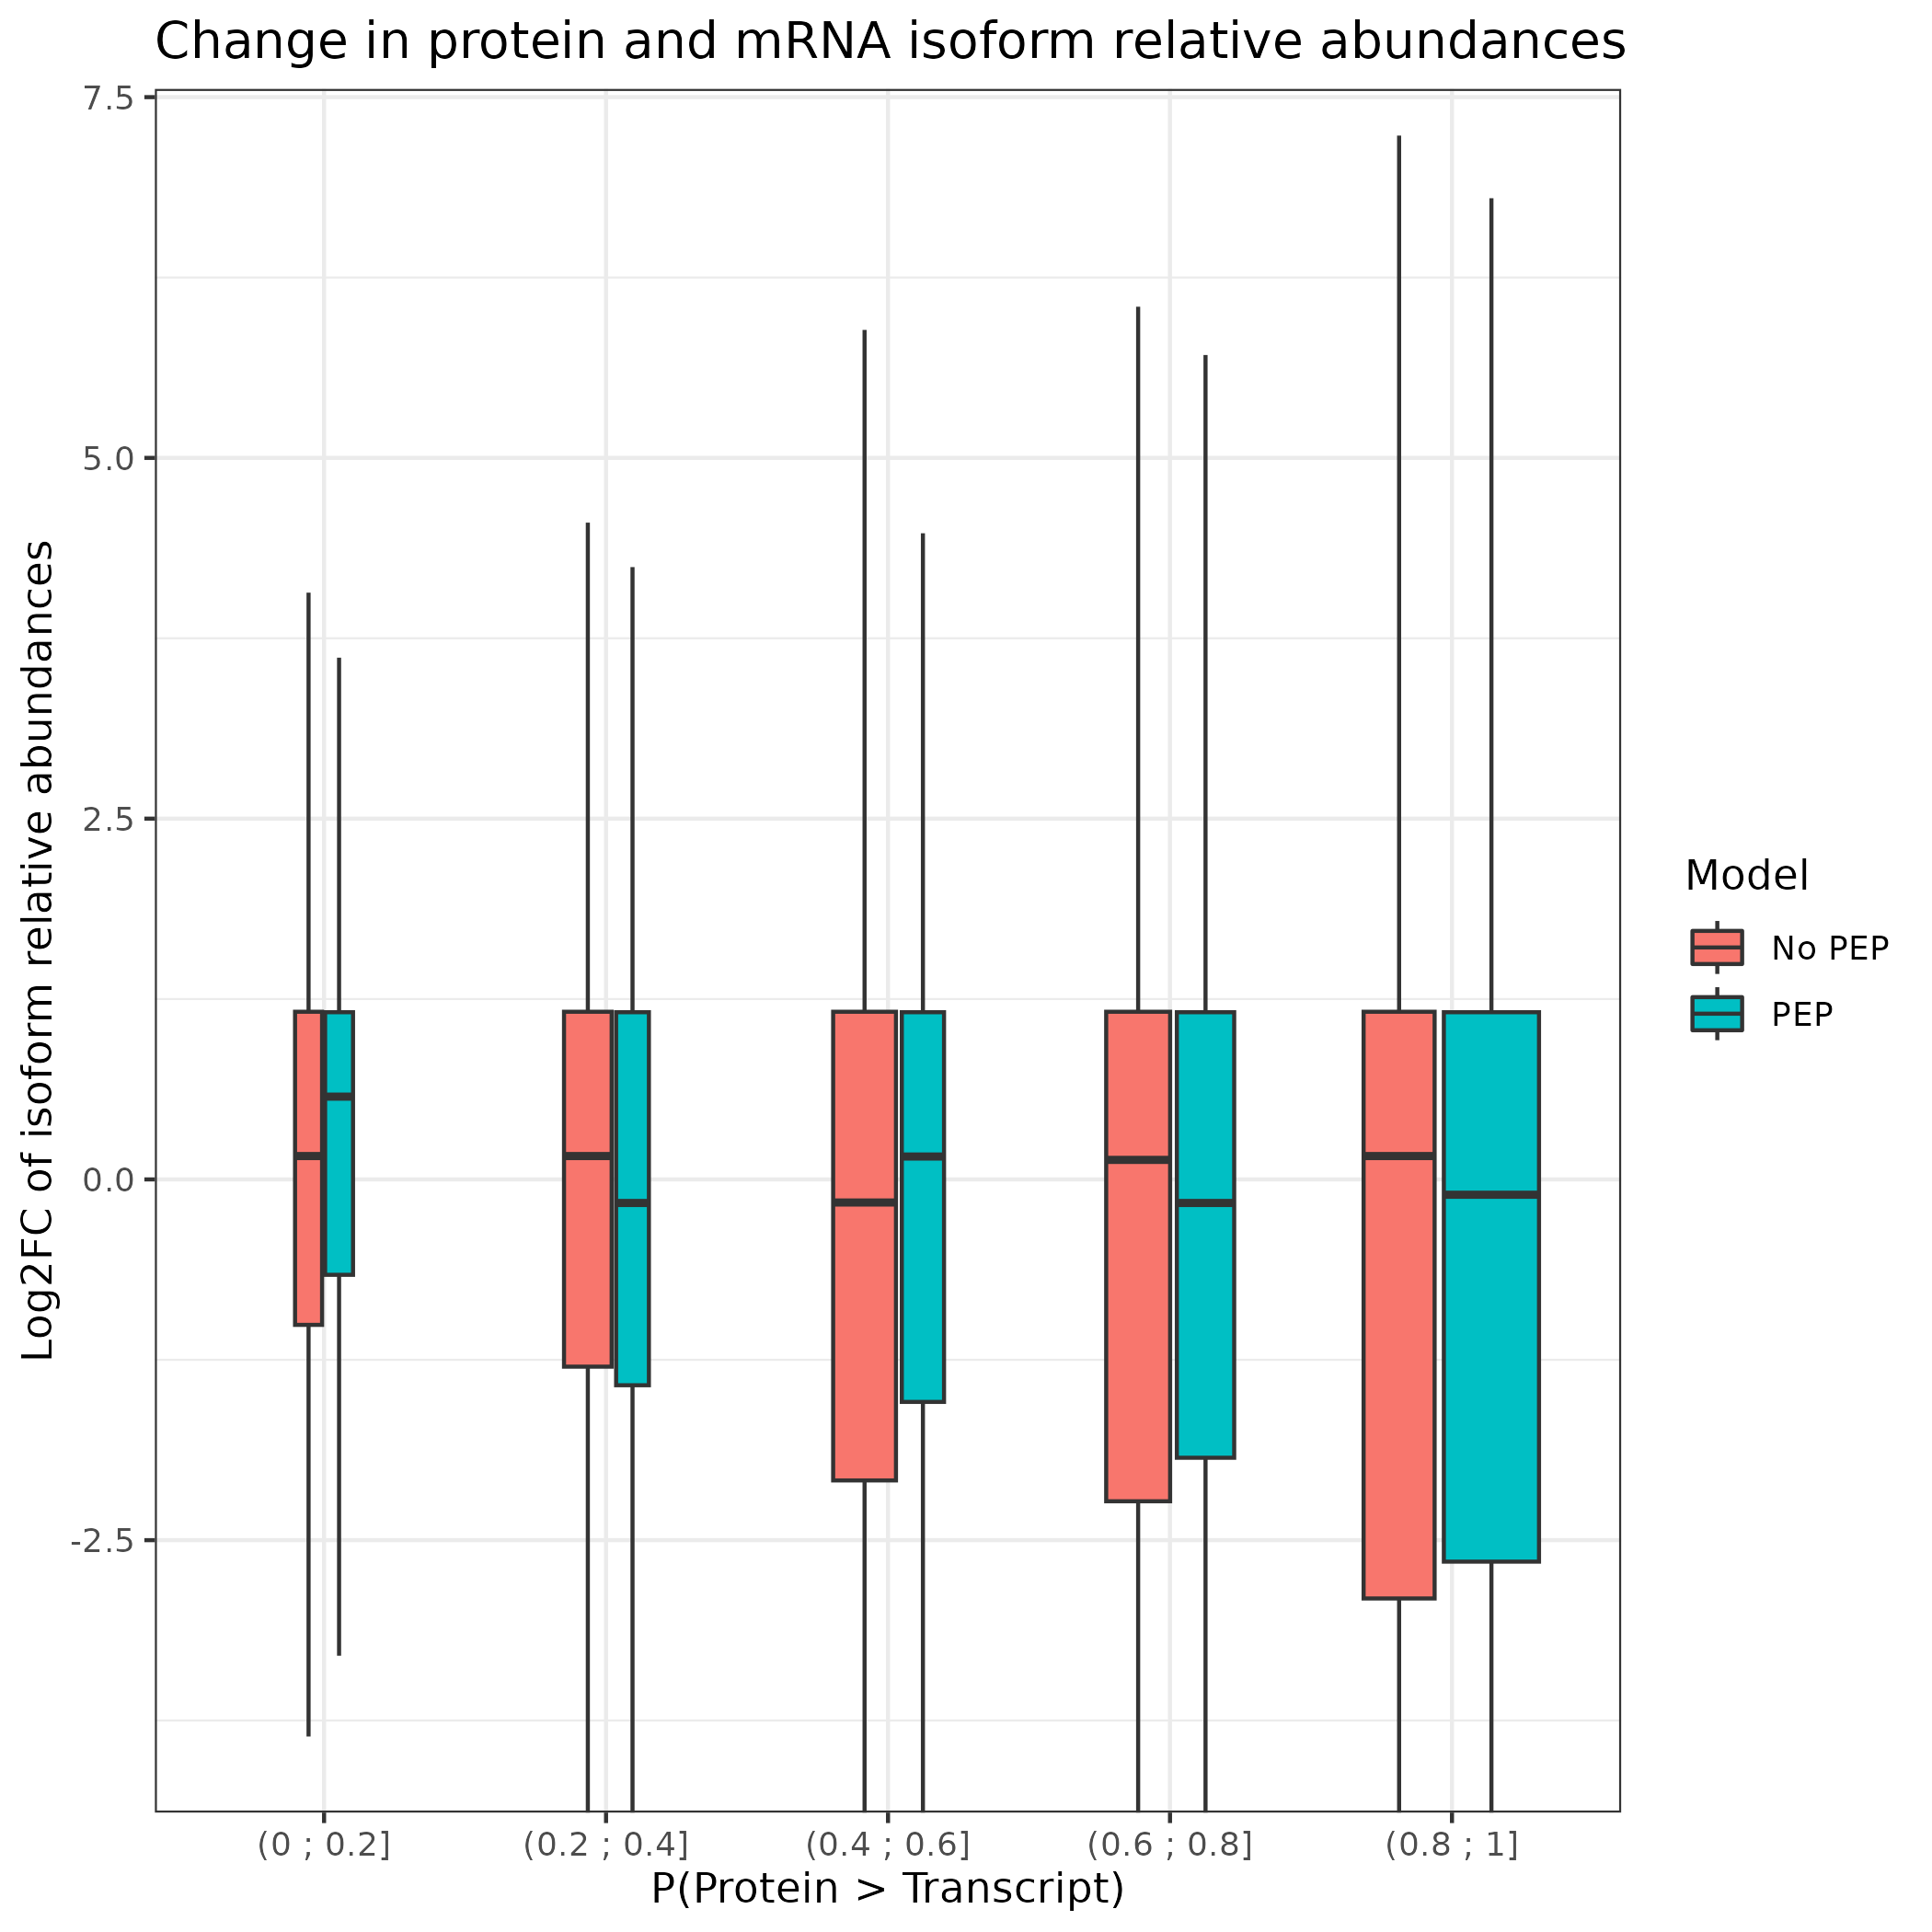 Change in protein and mRNA isoform relative abundances
Log2FC of isoform relative abundances
7.5
5.0
2.5
0.0
-2.5
(0 ; 0.2]
(0.2 ; 0.4]
(0.4 ; 0.6]
(0.6 ; 0.8]
(0.8 ; 1]
P(Protein > Transcript)
Model
No PEP
PEP